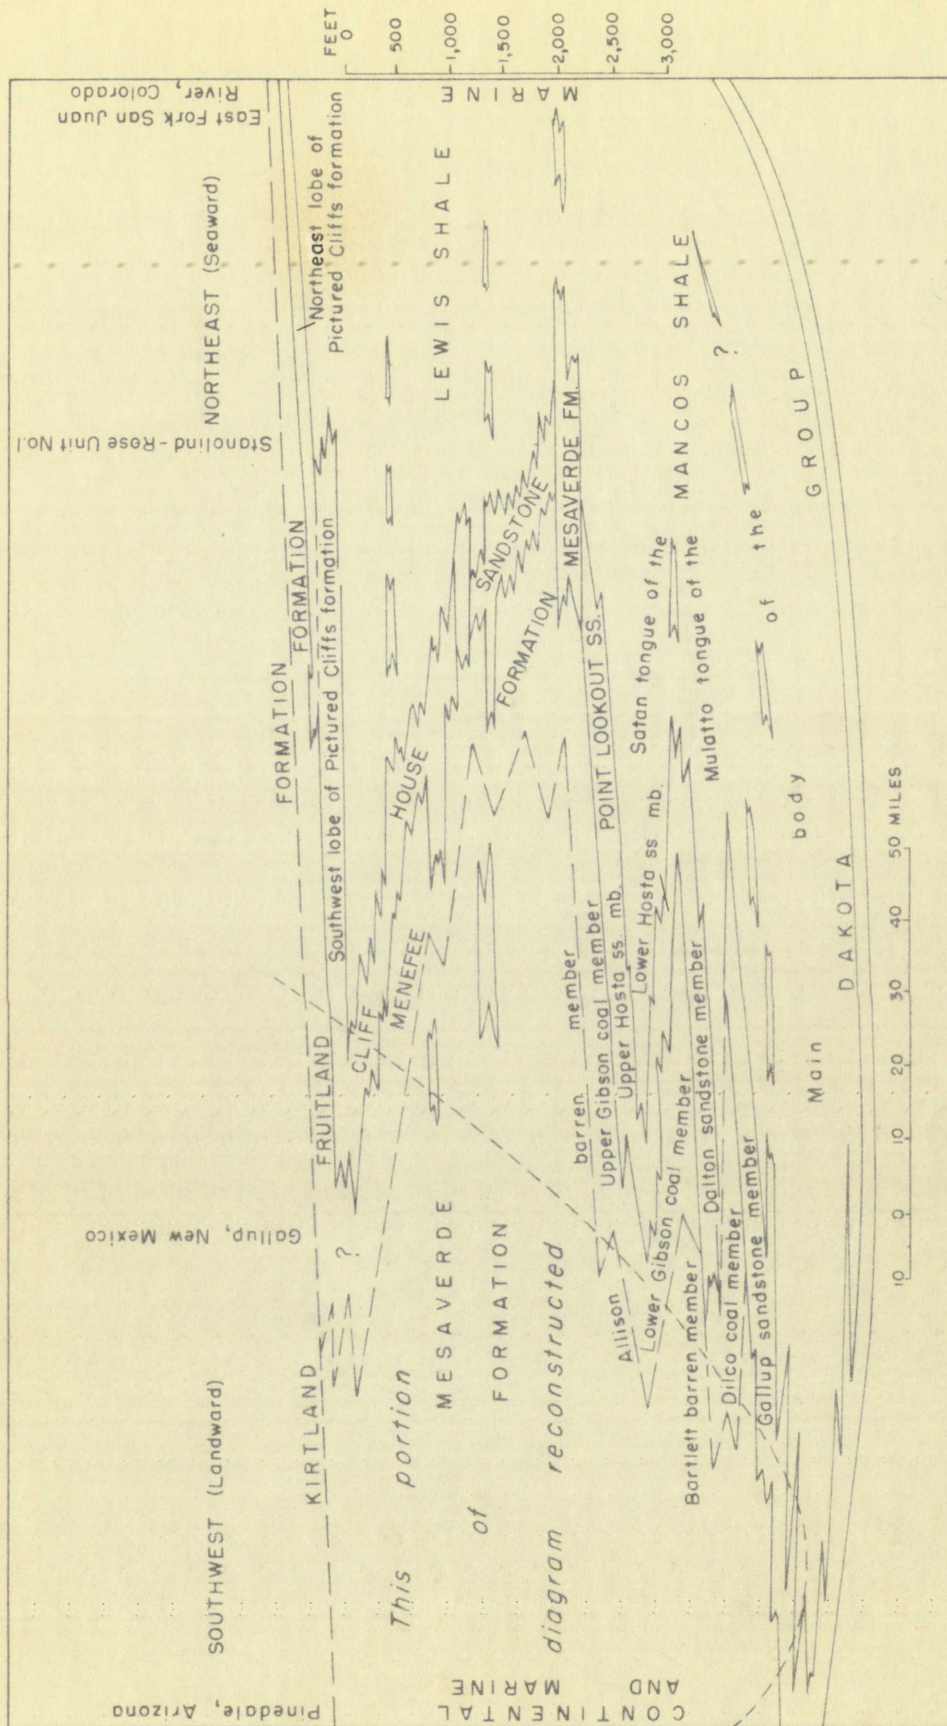 Pinedale, Arizona
Gallup, New Mexico
Stanolind-Rose Unit No.1
East Fork San Juan
River, Colorado
SOUTHWEST (Landward)
NORTHEAST (Seaward)
FEET
0
500
1,000
1,500
2,000
2,500
3,000
KIRTLAND
FORMATION
FRUITLAND
FORMATION
Northeast lobe of
Pictured Cliffs formation
Southwest lobe of Pictured Cliffs formation
?
CLIFF
HOUSE
SANDSTONE
LEWIS SHALE
MARINE
MENEFEE
FORMATION
This portion
of
diagram reconstructed
MESAVERDE
FORMATION
CONTINENTAL
AND MARINE
MESAVERDE FM.
POINT LOOKOUT SS.
Allison
barren member
Upper Gibson coal member
Upper Hosta ss. mb.
Lower Hosta ss mb.
Satan tongue of the
MANCOS SHALE
Lower Gibson coal member
Mulatto tongue of the
?
Bartlett barren member
Dalton sandstone member
Dilco coal member
Gallup sandstone member
Main body of the
DAKOTA GROUP
10 0 10 20 30 40 50 MILES